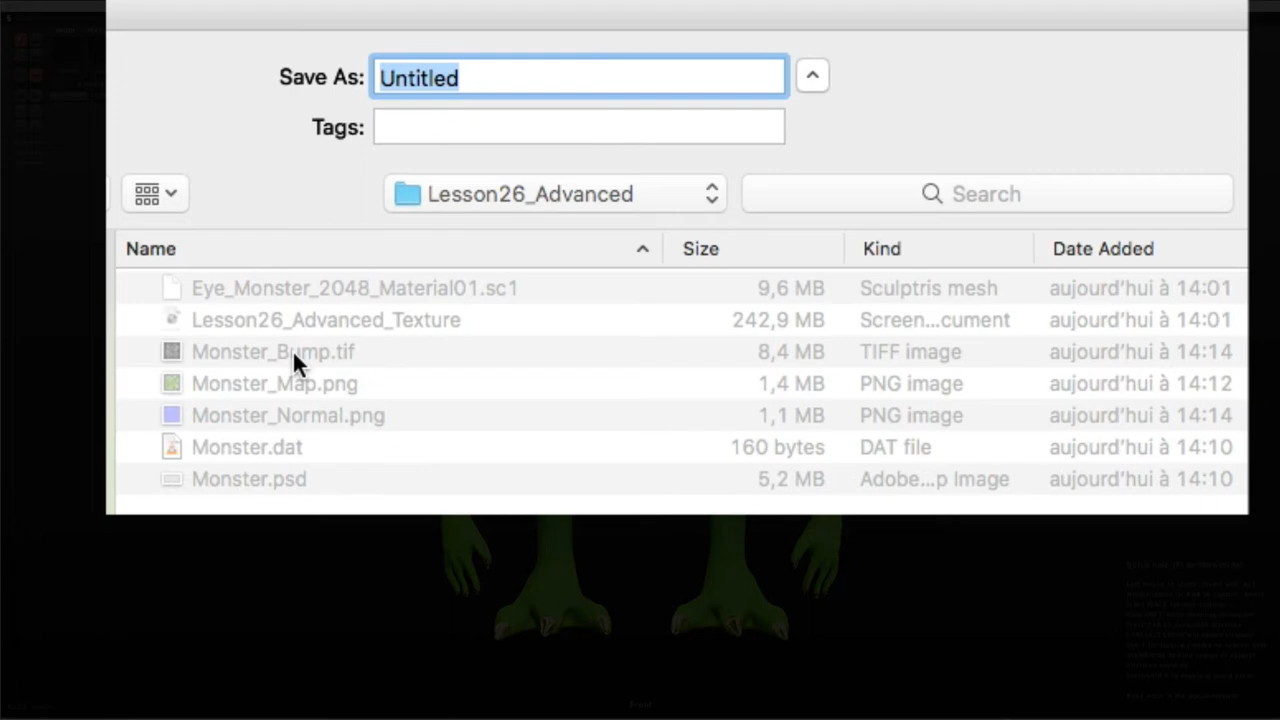 Save As: Untitled
Tags:
Lesson26_Advanced Search
Name Size Kind Date Added
Eye_Monster_2048_Material01.sc1 9,6 MB Sculptris mesh aujourd'hui à 14:01
Lesson26_Advanced_Texture 242,9 MB Screen...cument aujourd'hui à 14:01
Monster_Bump.tif 8,4 MB TIFF image aujourd'hui à 14:14
Monster_Map.png 1,4 MB PNG image aujourd'hui à 14:12
Monster_Normal.png 1,1 MB PNG image aujourd'hui à 14:14
Monster.dat 160 bytes DAT file aujourd'hui à 14:10
Monster.psd 5,2 MB Adobe...p Image aujourd'hui à 14:10